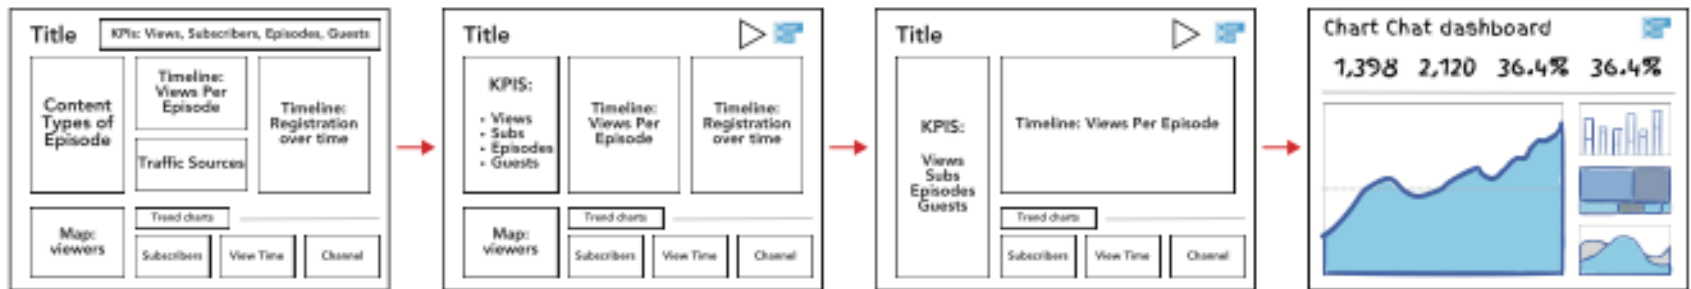 Title
KPIs: Views, Subscribers, Episodes, Guests
Content
Types of
Episode
Timeline:
Views Per
Episode
Traffic Sources
Timeline:
Registration
over time
Map:
viewers
Trend charts
Subscribers
View Time
Channel
Title
KPIS:
• Views
• Subs
• Episodes
• Guests
Timeline:
Views Per
Episode
Timeline:
Registration
over time
Map:
viewers
Trend charts
Subscribers
View Time
Channel
Title
KPIS:
Views
Subs
Episodes
Guests
Timeline: Views Per Episode
Trend charts
Subscribers
View Time
Channel
Chart Chat dashboard
1,398 2,120 36.4% 36.4%